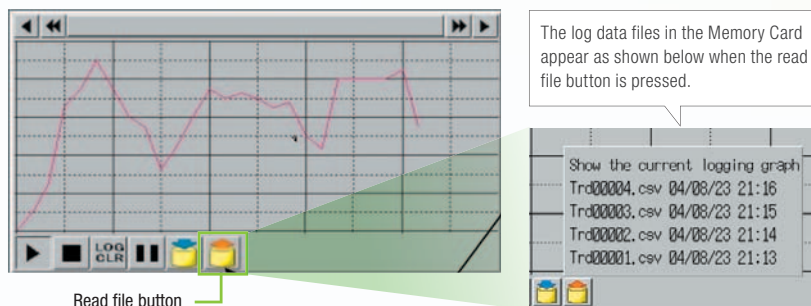 The log data files in the Memory Card
appear as shown below when the read
file button is pressed.
Show the current logging graph
Trd00004.csv 04/08/23 21:16
Trd00003.csv 04/08/23 21:15
Trd00002.csv 04/08/23 21:14
Trd00001.csv 04/08/23 21:13
LOG
CLR
Read file button